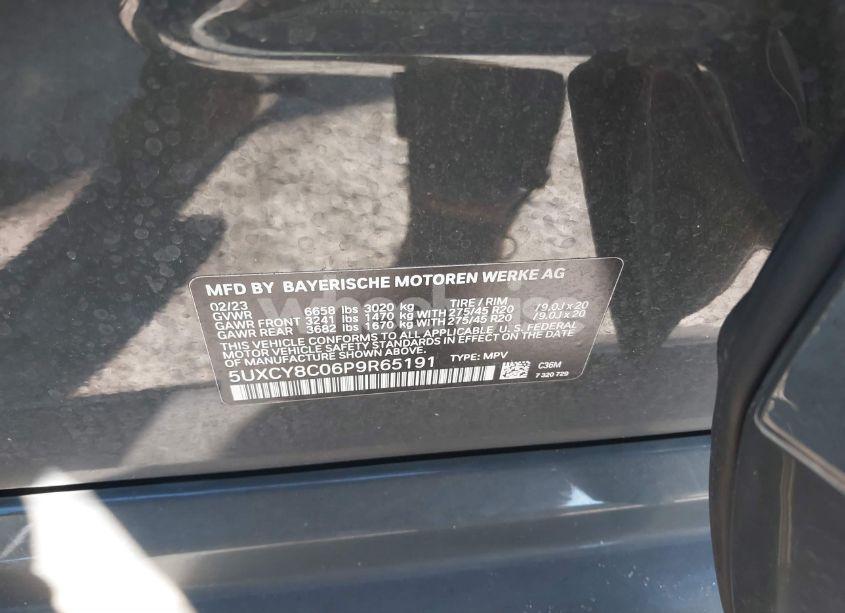 MFD BY BAYERISCHE MOTOREN WERKE AG
02/23 TIRE / RIM
GVWR 6658 lbs 3020 kg
GAWR FRONT 3241 lbs 1470 kg WITH 275/45 R20 /9.0J x 20
GAWR REAR 3682 lbs 1670 kg WITH 275/45 R20 /9.0J x 20
THIS VEHICLE CONFORMS TO ALL APPLICABLE U. S. FEDERAL
MOTOR VEHICLE SAFETY STANDARDS IN EFFECT ON THE DATE
OF MANUFACTURE SHOWN ABOVE.
5UXCY8C06P9R65191 TYPE: MPV
C36M
7 320 729